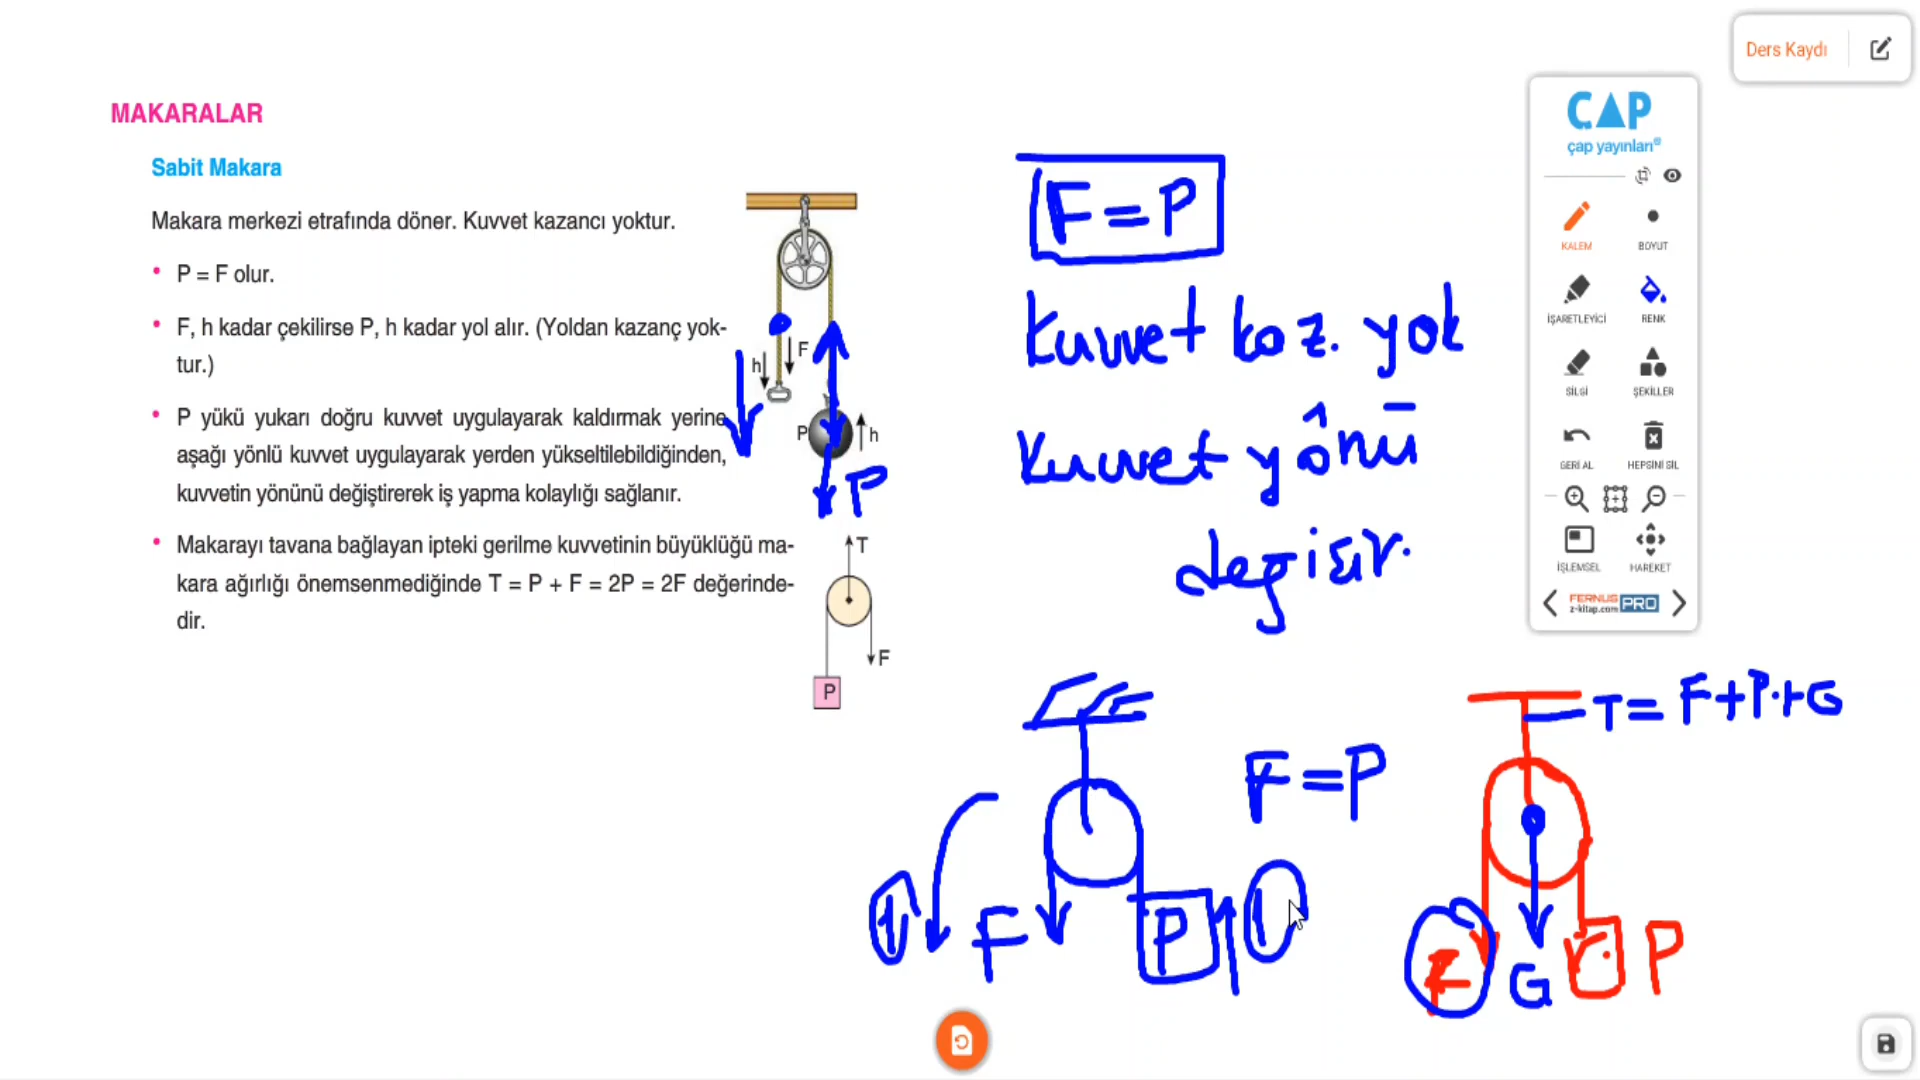 Ders Kaydı
MAKARALAR
Sabit Makara
Makara merkezi etrafında döner. Kuvvet kazancı yoktur.
• P = F olur.
• F, h kadar çekilirse P, h kadar yol alır. (Yoldan kazanç yok-
tur.)
• P yükü yukarı doğru kuvvet uygulayarak kaldırmak yerine
aşağı yönlü kuvvet uygulayarak yerden yükseltilebildiğinden,
kuvvetin yönünü değiştirerek iş yapma kolaylığı sağlanır.
• Makarayı tavana bağlayan ipteki gerilme kuvvetinin büyüklüğü ma-
kara ağırlığı önemsenmediğinde T = P + F = 2P = 2F değerinde-
dir.
h F
P h
P
T
F
P
F = P
Kuvvet kaz. yok
Kuvvet yönü
değişir.
F = P
F P
T = F+P+G
F G P
ÇAP
çap yayınları®
KALEM BOYUT
İŞARETLEYİCİ RENK
SİLGİ ŞEKİLLER
GERİ AL HEPSİNİ SİL
İŞLEMSEL HAREKET
FERNUS
z-kitap.com PRO